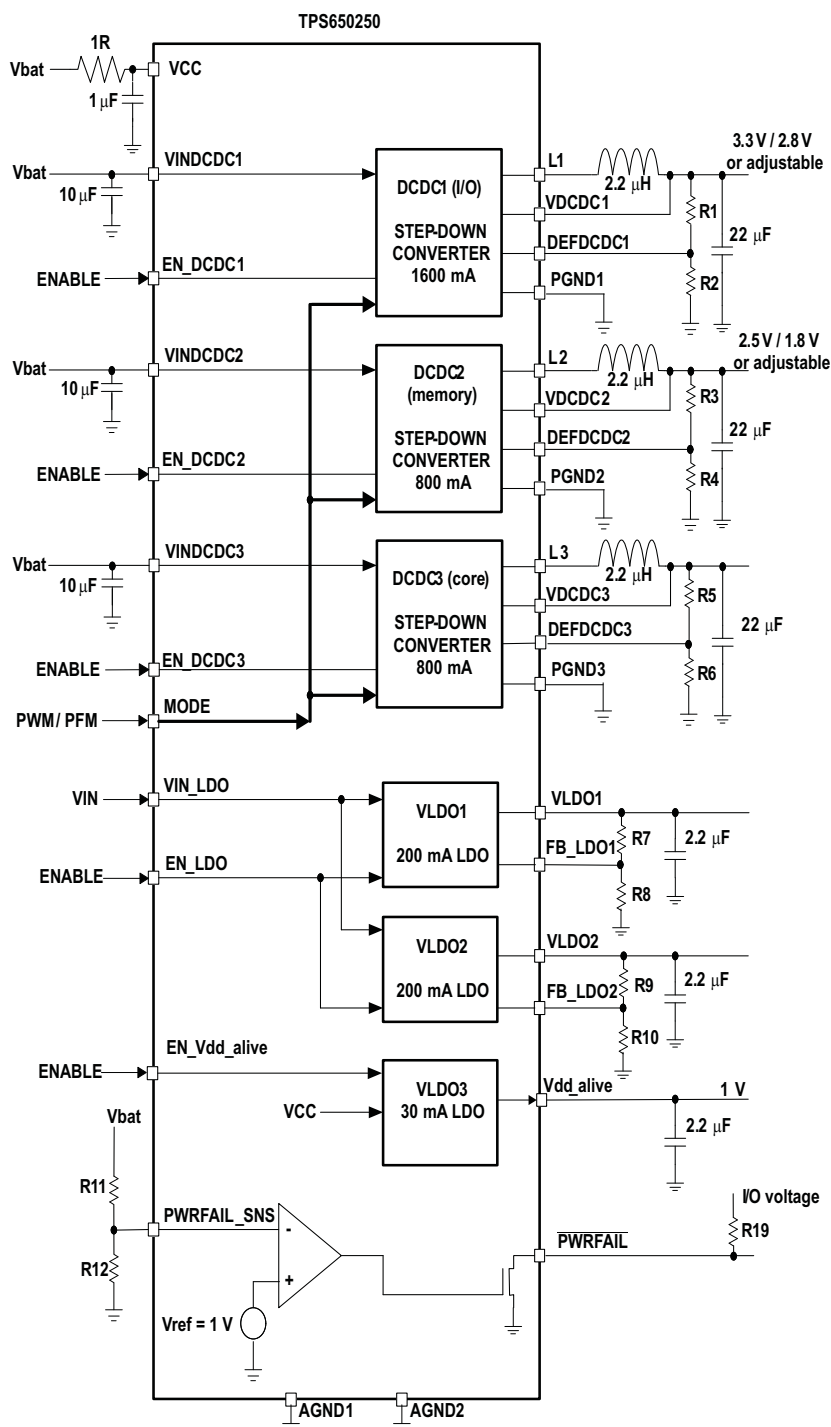 TPS650250
1R
Vbat
VCC
1 µF
Vbat
VINDCDC1
10 µF
ENABLE
EN_DCDC1
DCDC1 (I/O)
STEP-DOWN
CONVERTER
1600 mA
L1
2.2 µH
VDCDC1
DEFDCDC1
PGND1
R1
R2
22 µF
3.3 V / 2.8 V
or adjustable
Vbat
VINDCDC2
10 µF
ENABLE
EN_DCDC2
DCDC2
(memory)
STEP-DOWN
CONVERTER
800 mA
L2
2.2 µH
VDCDC2
DEFDCDC2
PGND2
R3
R4
22 µF
2.5 V / 1.8 V
or adjustable
Vbat
VINDCDC3
10 µF
ENABLE
EN_DCDC3
PWM/ PFM
MODE
DCDC3 (core)
STEP-DOWN
CONVERTER
800 mA
L3
2.2 µH
VDCDC3
DEFDCDC3
PGND3
R5
R6
22 µF
VIN
VIN_LDO
ENABLE
EN_LDO
VLDO1
200 mA LDO
VLDO1
FB_LDO1
R7
R8
2.2 µF
VLDO2
200 mA LDO
VLDO2
FB_LDO2
R9
R10
2.2 µF
ENABLE
EN_Vdd_alive
VCC
VLDO3
30 mA LDO
Vdd_alive
1 V
2.2 µF
Vbat
R11
R12
PWRFAIL_SNS
-
+
Vref = 1 V
PWRFAIL
I/O voltage
R19
AGND1
AGND2